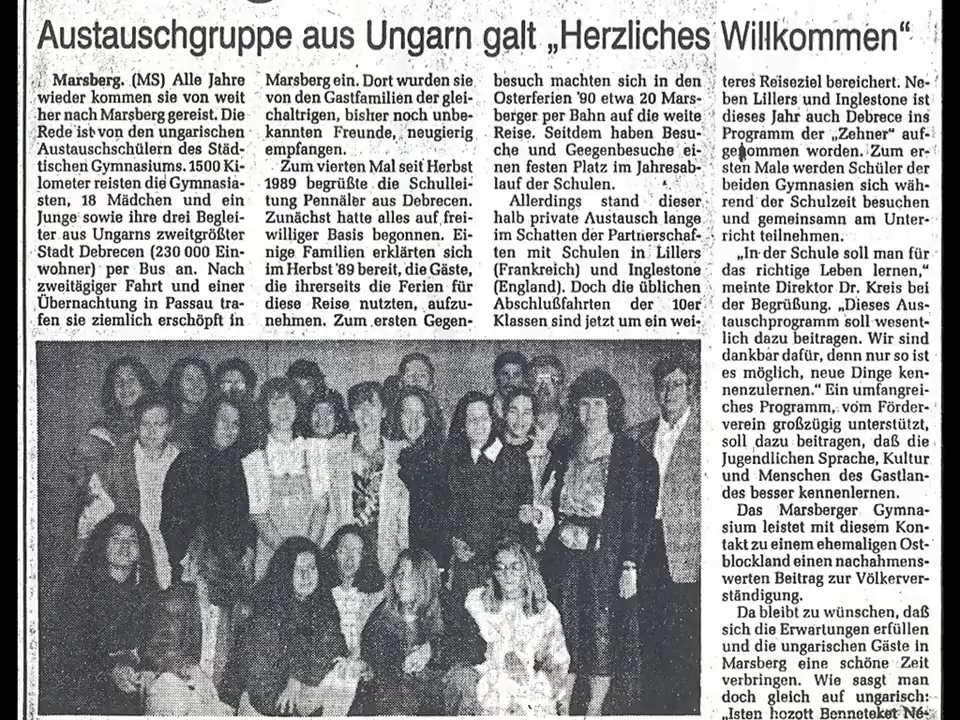 Austauschgruppe aus Ungarn galt „Herzliches Willkommen“
Marsberg. (MS) Alle Jahre
wieder kommen sie von weit
her nach Marsberg gereist. Die
Rede ist von den ungarischen
Austauschschülern des Städ-
tischen Gymnasiums. 1500 Ki-
lometer reisten die Gymnasia-
sten, 18 Mädchen und ein
Junge sowie ihre drei Beglei-
ter aus Ungarns zweitgrößter
Stadt Debrecen (230 000 Ein-
wohner) per Bus an. Nach
zweitägiger Fahrt und einer
Übernachtung in Passau tra-
fen sie ziemlich erschöpft in
Marsberg ein. Dort wurden sie
von den Gastfamilien der glei-
chaltrigen, bisher noch unbe-
kannten Freunde, neugierig
empfangen.
Zum vierten Mal seit Herbst
1989 begrüßte die Schullei-
tung Pennäler aus Debrecen.
Zunächst hatte alles auf frei-
williger Basis begonnen. Ei-
nige Familien erklärten sich
im Herbst '89 bereit, die Gäste,
die ihrerseits die Ferien für
diese Reise nutzten, aufzu-
nehmen. Zum ersten Gegen-
besuch machten sich in den
Osterferien '90 etwa 20 Mars-
berger per Bahn auf die weite
Reise. Seitdem haben Besu-
che und Geegenbesuche ei-
nen festen Platz im Jahresab-
lauf der Schulen.
Allerdings stand dieser
halb private Austausch lange
im Schatten der Partnerschaf-
ten mit Schulen in Lillers
(Frankreich) und Inglestone
(England). Doch die üblichen
Abschlußfahrten der 10er
Klassen sind jetzt um ein wei-
teres Reiseziel bereichert. Ne-
ben Lillers und Inglestone ist
dieses Jahr auch Debrece ins
Programm der „Zehner“ auf-
gekommen worden. Zum er-
sten Male werden Schüler der
beiden Gymnasien sich wäh-
rend der Schulzeit besuchen
und gemeinsamn am Unter-
richt teilnehmen.
„In der Schule soll man für
das richtige Leben lernen,“
meinte Direktor Dr. Kreis bei
der Begrüßung. „Dieses Aus-
tauschprogramm soll wesent-
lich dazu beitragen. Wir sind
dankbar dafür, denn nur so ist
es möglich, neue Dinge ken-
nenzulernen.“ Ein umfangrei-
ches Programm, vom Förder-
verein großzügig unterstützt,
soll dazu beitragen, daß die
Jugendlichen Sprache, Kultur
und Menschen des Gastlan-
des besser kennenlernen.
Das Marsberger Gymna-
sium leistet mit diesem Kon-
takt zu einem ehemaligen Ost-
blockland einen nachahmens-
werten Beitrag zur Völkerver-
ständigung.
Da bleibt zu wünschen, daß
sich die Erwartungen erfüllen
und die ungarischen Gäste in
Marsberg eine schöne Zeit
verbringen. Wie sasgt man
doch gleich auf ungarisch:
„Isten hozott Benneteket Né-